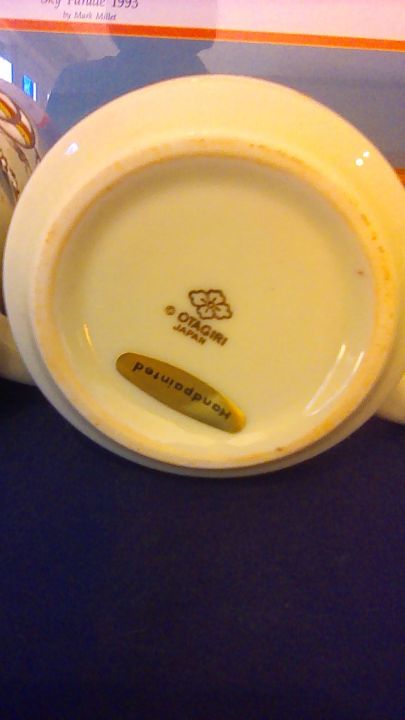 Sky Parade 1993
by Mark Millet
© OTAGIRI
JAPAN
Handpainted